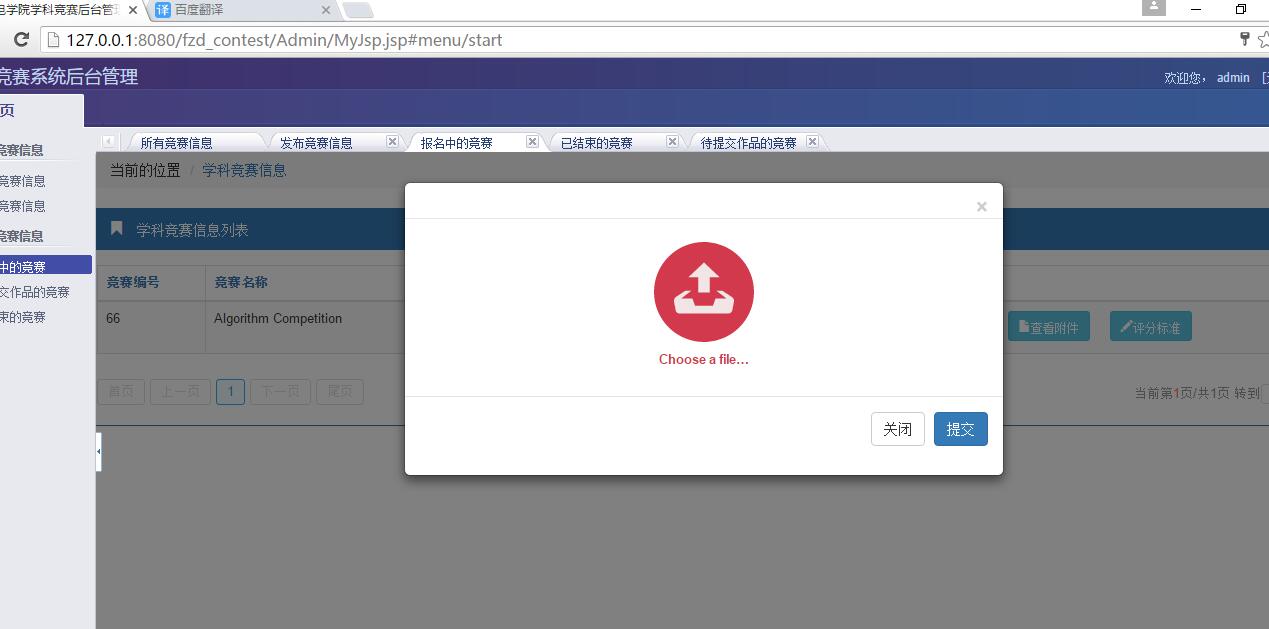 电学院学科竞赛后台管理
译 百度翻译
127.0.0.1:8080/fzd_contest/Admin/MyJsp.jsp#menu/start
竞赛系统后台管理
欢迎您， admin [
页
所有竞赛信息 发布竞赛信息 报名中的竞赛 已结束的竞赛 待提交作品的竞赛
竞赛信息
竞赛信息
竞赛信息
竞赛信息
中的竞赛
交作品的竞赛
束的竞赛
当前的位置 / 学科竞赛信息
学科竞赛信息列表
竞赛编号 竞赛名称
66 Algorithm Competition
查看附件 评分标准
首页 上一页 1 下一页 尾页
当前第1页/共1页 转到
×
Choose a file...
关闭 提交